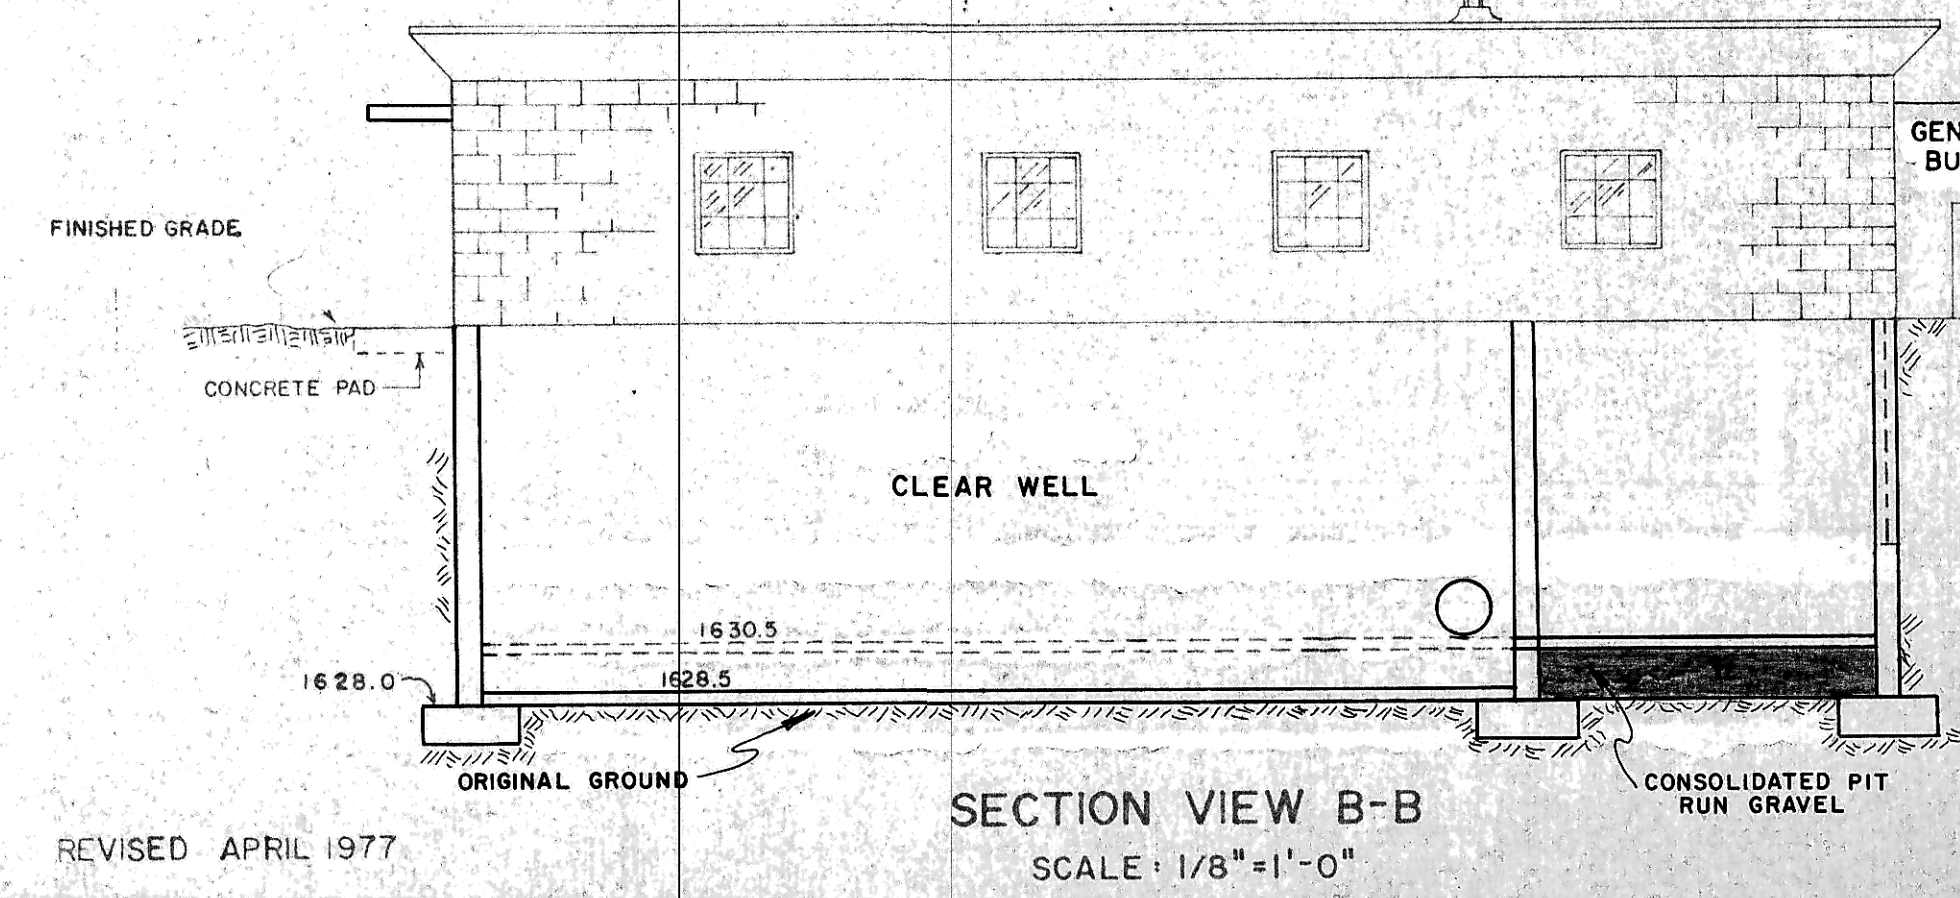 GEN
BU
FINISHED GRADE
CONCRETE PAD
CLEAR WELL
1630.5
1628.0
1628.5
ORIGINAL GROUND
CONSOLIDATED PIT
RUN GRAVEL
SECTION VIEW B-B
SCALE: 1/8"=1'-0"
REVISED APRIL 1977